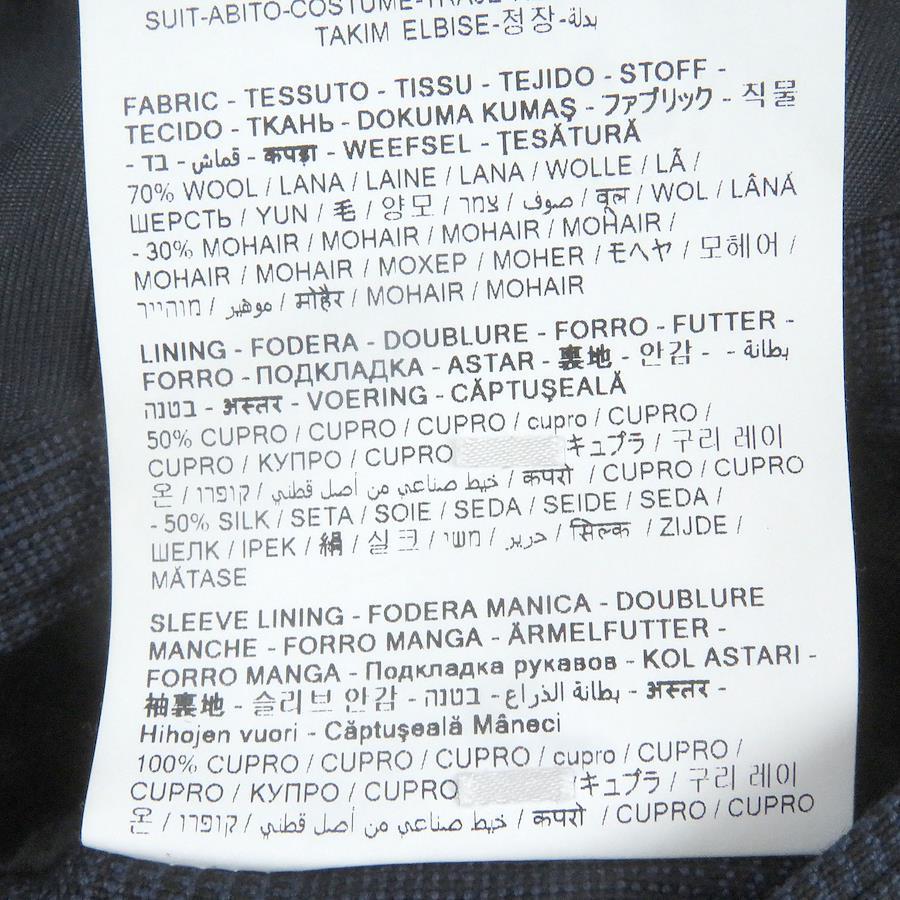 SUIT-ABITO-COSTUME-
TAKIM ELBISE-정장-بدلة
FABRIC - TESSUTO - TISSU - TEJIDO - STOFF -
TECIDO - ТКАНЬ - DOKUMA KUMAŞ - ファブリック - 직물
- בד - قماش - कपड़ा - WEEFSEL - ŢESĂTURĂ
70% WOOL / LANA / LAINE / LANA / WOLLE / LÃ /
ШЕРСТЬ / YUN / 毛 / 양모 / צמר / صوف / वूल / WOL / LÂNĂ
- 30% MOHAIR / MOHAIR / MOHAIR / MOHAIR /
MOHAIR / MOHAIR / МОХЕР / MOHER / モヘヤ / 모헤어 /
מוהייר / موهير / मोहैर / MOHAIR / MOHAIR
LINING - FODERA - DOUBLURE - FORRO - FUTTER -
FORRO - ПОДКЛАДКА - ASTAR - 裏地 - 안감 - - بطانة
בטנה - अस्तर - VOERING - CĂPTUŞEALĂ
50% CUPRO / CUPRO / CUPRO / cupro / CUPRO /
CUPRO / КУПРО / CUPRO キュプラ / 구리 레이
온 / קופרו / خيط صناعي من أصل قطني / कपरो / CUPRO / CUPRO
- 50% SILK / SETA / SOIE / SEDA / SEIDE / SEDA /
ШЕЛК / IPEK / 絹 / 실크 / משי / حرير / सिल्क / ZIJDE /
MĂTASE
SLEEVE LINING - FODERA MANICA - DOUBLURE
MANCHE - FORRO MANGA - ÄRMELFUTTER -
FORRO MANGA - Подкладка рукавов - KOL ASTARI -
袖裏地 - 슬리브 안감 - בטנה - بطانة الذراع - अस्तर -
Hihojen vuori - Căptuşeală Mâneci
100% CUPRO / CUPRO / CUPRO / cupro / CUPRO /
CUPRO / КУПРО / CUPRO キュプラ / 구리 레이
온 / קופרו / خيط صناعي من أصل قطني / कपरो / CUPRO / CUPRO